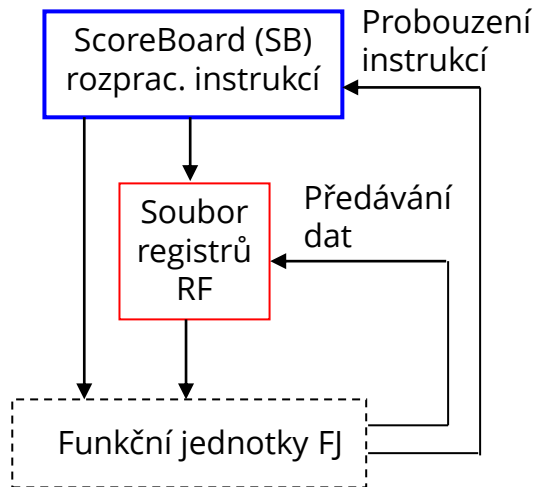 ScoreBoard (SB)
rozprac. instrukcí
Probouzení
instrukcí
Soubor
registrů
RF
Předávání
dat
Funkční jednotky FJ